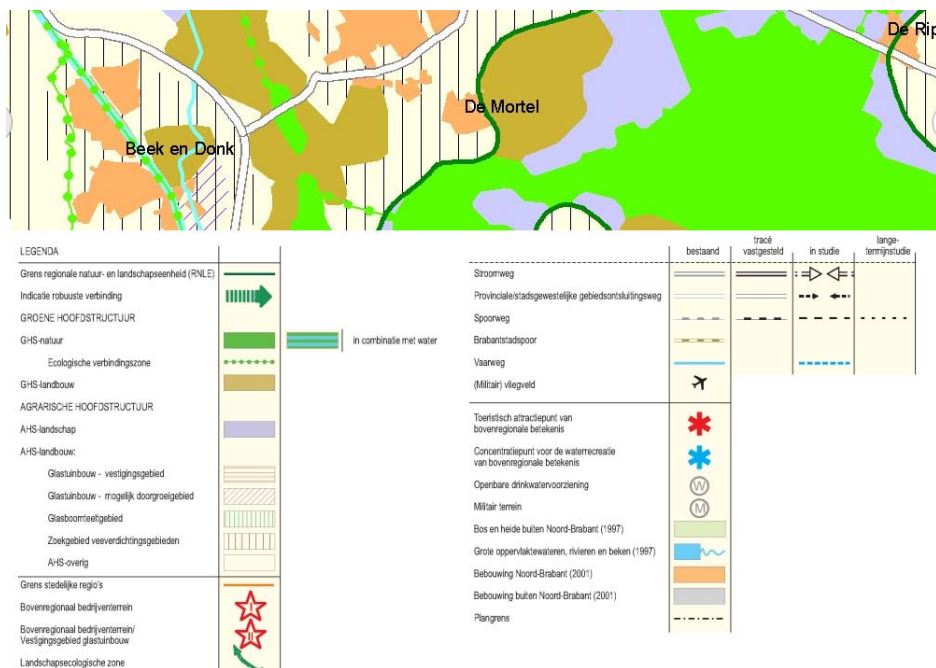 De Rip
De Mortel
Beek en Donk
LEGENDA
Grens regionale natuur- en landschapseenheid (RNLE)
Indicatie robuuste verbinding
GROENE HOOFDSTRUCTUUR
GHS-natuur
in combinatie met water
Ecologische verbindingszone
GHS-landbouw
AGRARISCHE HOOFDSTRUCTUUR
AHS-landschap
AHS-landbouw:
Glastuinbouw - vestigingsgebied
Glastuinbouw - mogelijk doorgroeigebied
Glasboomteeltgebied
Zoekgebied veeverdichtingsgebieden
AHS-overig
Grens stedelijke regio's
Bovenregionaal bedrijventerrein
I
Bovenregionaal bedrijventerrein/
Vestigingsgebied glastuinbouw
II
Landschapsecologische zone
bestaand
tracé
vastgesteld
in studie
lange-
termijnstudie
Stroomweg
Provinciale/stadsgewestelijke gebiedsontsluitingsweg
Spoorweg
Brabantstadspoor
Vaarweg
(Militair) vliegveld
Toeristisch attractiepunt van
bovenregionale betekenis
Concentratiepunt voor de waterrecreatie
van bovenregionale betekenis
Openbare drinkwatervoorziening
W
Militair terrein
M
Bos en heide buiten Noord-Brabant (1997)
Grote oppervlaktewateren, rivieren en beken (1997)
Bebouwing Noord-Brabant (2001)
Bebouwing buiten Noord-Brabant (2001)
Plangrens